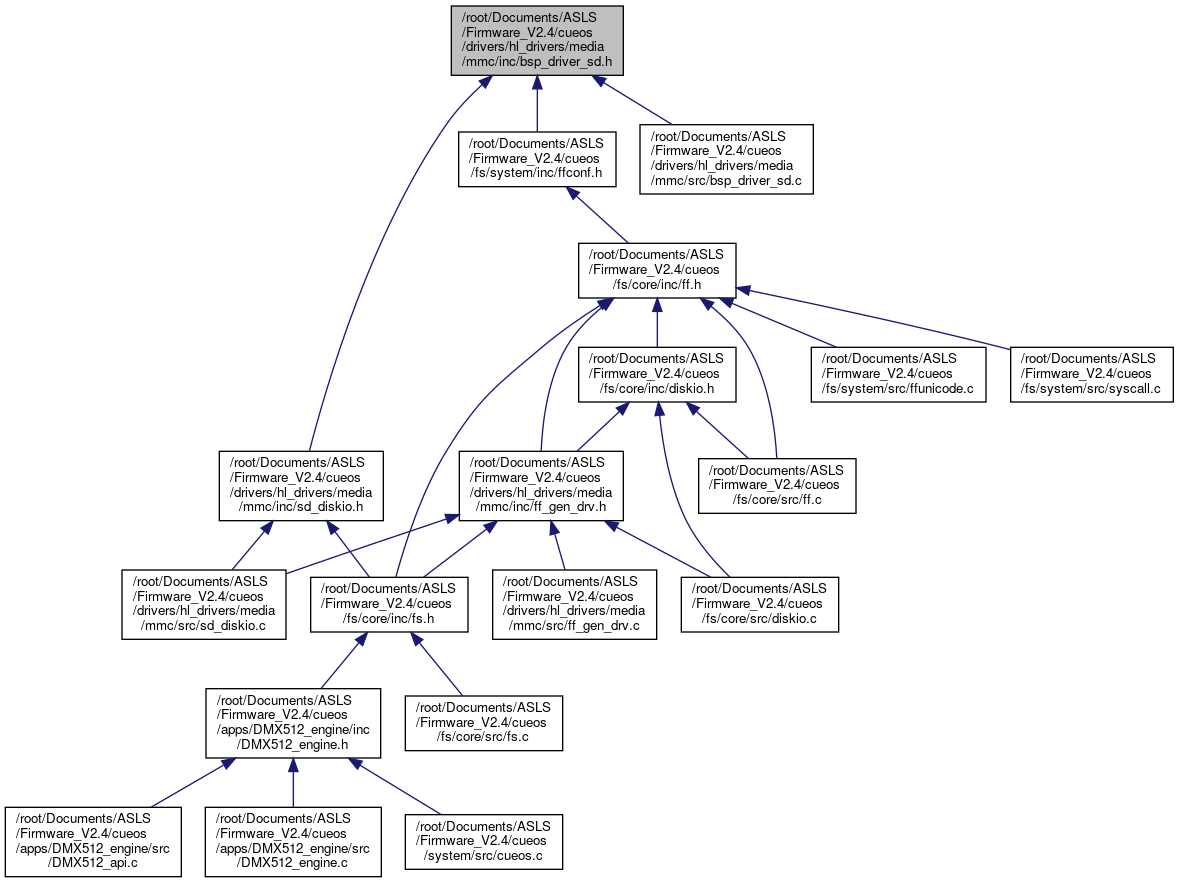 /root/Documents/ASLS
/Firmware_V2.4/cueos
/drivers/hl_drivers/media
/mmc/inc/bsp_driver_sd.h
/root/Documents/ASLS
/Firmware_V2.4/cueos
/fs/system/inc/ffconf.h
/root/Documents/ASLS
/Firmware_V2.4/cueos
/drivers/hl_drivers/media
/mmc/src/bsp_driver_sd.c
/root/Documents/ASLS
/Firmware_V2.4/cueos
/fs/core/inc/ff.h
/root/Documents/ASLS
/Firmware_V2.4/cueos
/fs/core/inc/diskio.h
/root/Documents/ASLS
/Firmware_V2.4/cueos
/fs/system/src/ffunicode.c
/root/Documents/ASLS
/Firmware_V2.4/cueos
/fs/system/src/syscall.c
/root/Documents/ASLS
/Firmware_V2.4/cueos
/drivers/hl_drivers/media
/mmc/inc/sd_diskio.h
/root/Documents/ASLS
/Firmware_V2.4/cueos
/drivers/hl_drivers/media
/mmc/inc/ff_gen_drv.h
/root/Documents/ASLS
/Firmware_V2.4/cueos
/fs/core/src/ff.c
/root/Documents/ASLS
/Firmware_V2.4/cueos
/drivers/hl_drivers/media
/mmc/src/sd_diskio.c
/root/Documents/ASLS
/Firmware_V2.4/cueos
/fs/core/inc/fs.h
/root/Documents/ASLS
/Firmware_V2.4/cueos
/drivers/hl_drivers/media
/mmc/src/ff_gen_drv.c
/root/Documents/ASLS
/Firmware_V2.4/cueos
/fs/core/src/diskio.c
/root/Documents/ASLS
/Firmware_V2.4/cueos
/apps/DMX512_engine/inc
/DMX512_engine.h
/root/Documents/ASLS
/Firmware_V2.4/cueos
/fs/core/src/fs.c
/root/Documents/ASLS
/Firmware_V2.4/cueos
/apps/DMX512_engine/src
/DMX512_api.c
/root/Documents/ASLS
/Firmware_V2.4/cueos
/apps/DMX512_engine/src
/DMX512_engine.c
/root/Documents/ASLS
/Firmware_V2.4/cueos
/system/src/cueos.c